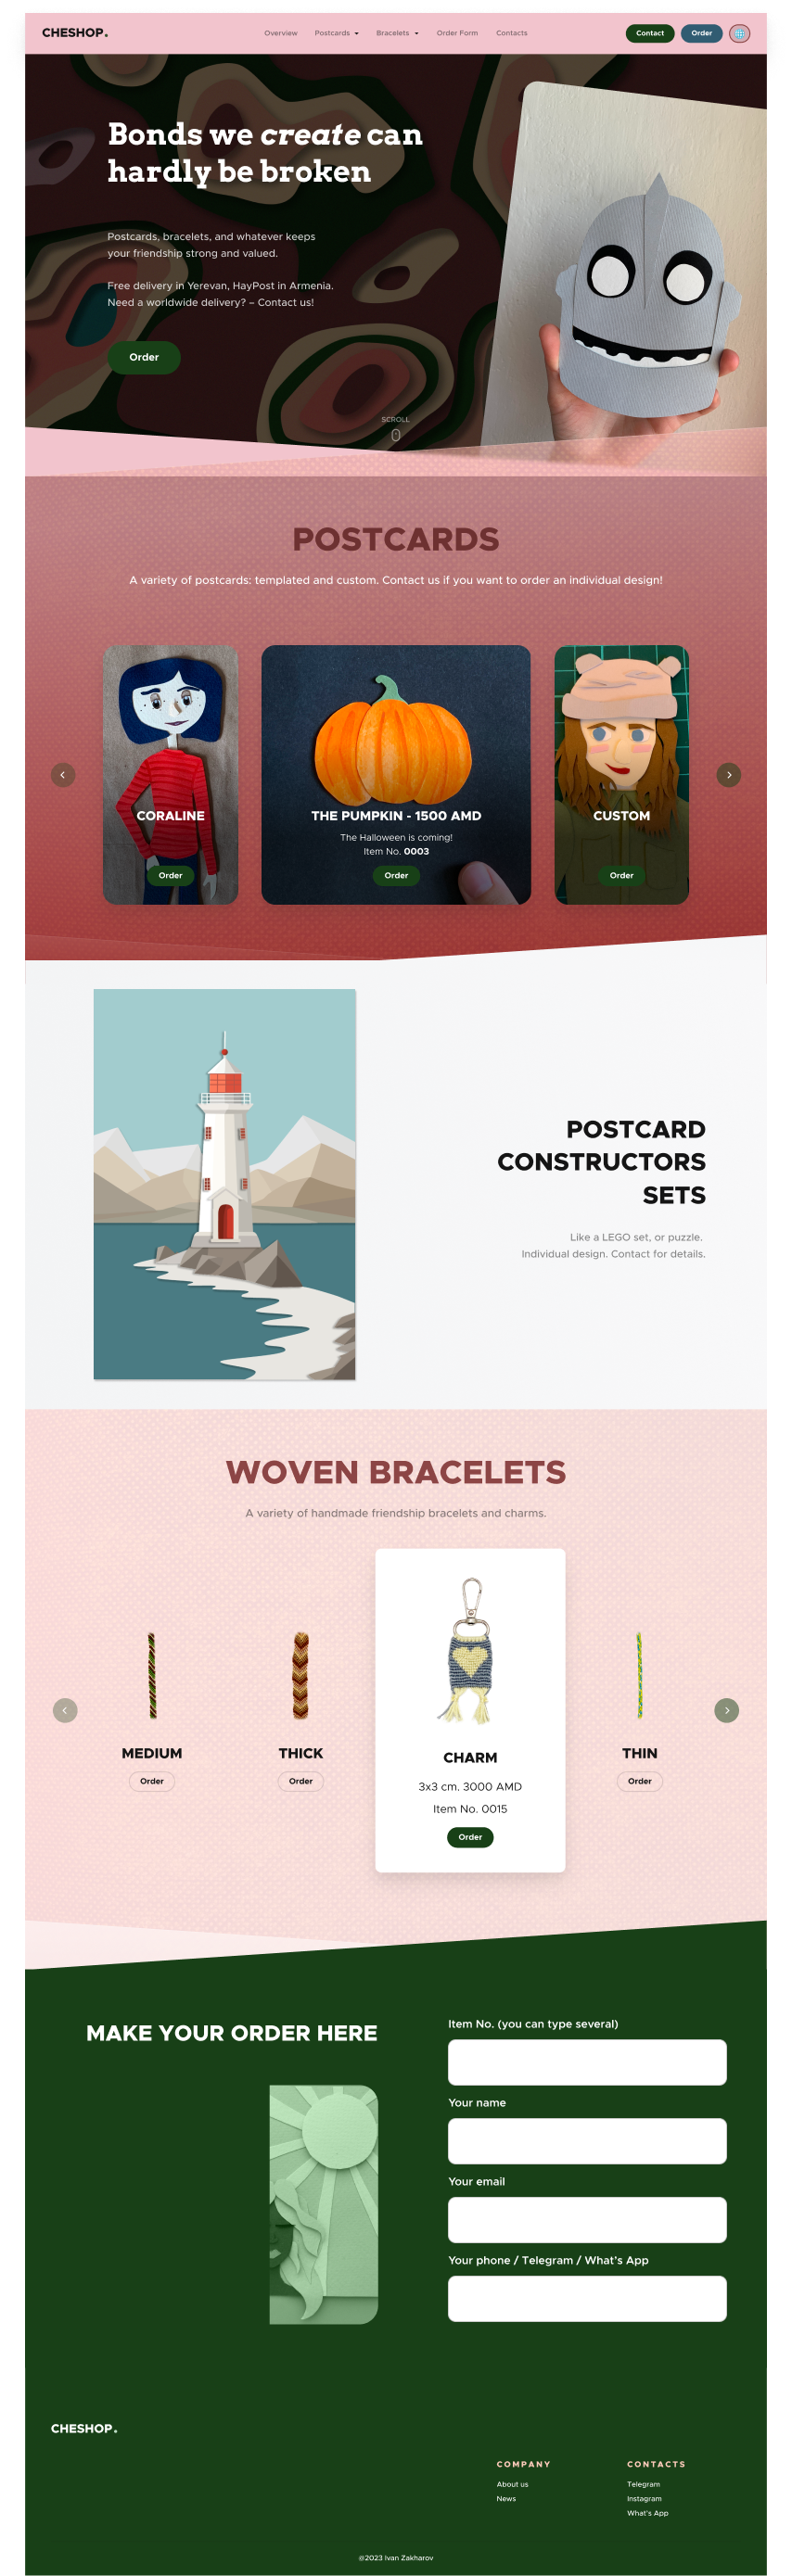 CHESHOP.
Overview
Postcards
Bracelets
Order Form
Contacts
Contact
Order
Bonds we create can
hardly be broken
Postcards, bracelets, and whatever keeps
your friendship strong and valued.
Free delivery in Yerevan, HayPost in Armenia.
Need a worldwide delivery? – Contact us!
Order
SCROLL
POSTCARDS
A variety of postcards: templated and custom. Contact us if you want to order an individual design!
CORALINE
Order
THE PUMPKIN - 1500 AMD
The Halloween is coming!
Item No. 0003
Order
CUSTOM
Order
POSTCARD
CONSTRUCTORS
SETS
Like a LEGO set, or puzzle.
Individual design. Contact for details.
WOVEN BRACELETS
A variety of handmade friendship bracelets and charms.
MEDIUM
Order
THICK
Order
CHARM
3x3 cm. 3000 AMD
Item No. 0015
Order
THIN
Order
MAKE YOUR ORDER HERE
Item No. (you can type several)
Your name
Your email
Your phone / Telegram / What's App
CHESHOP.
COMPANY
About us
News
CONTACTS
Telegram
Instagram
What's App
©2023 Ivan Zakharov